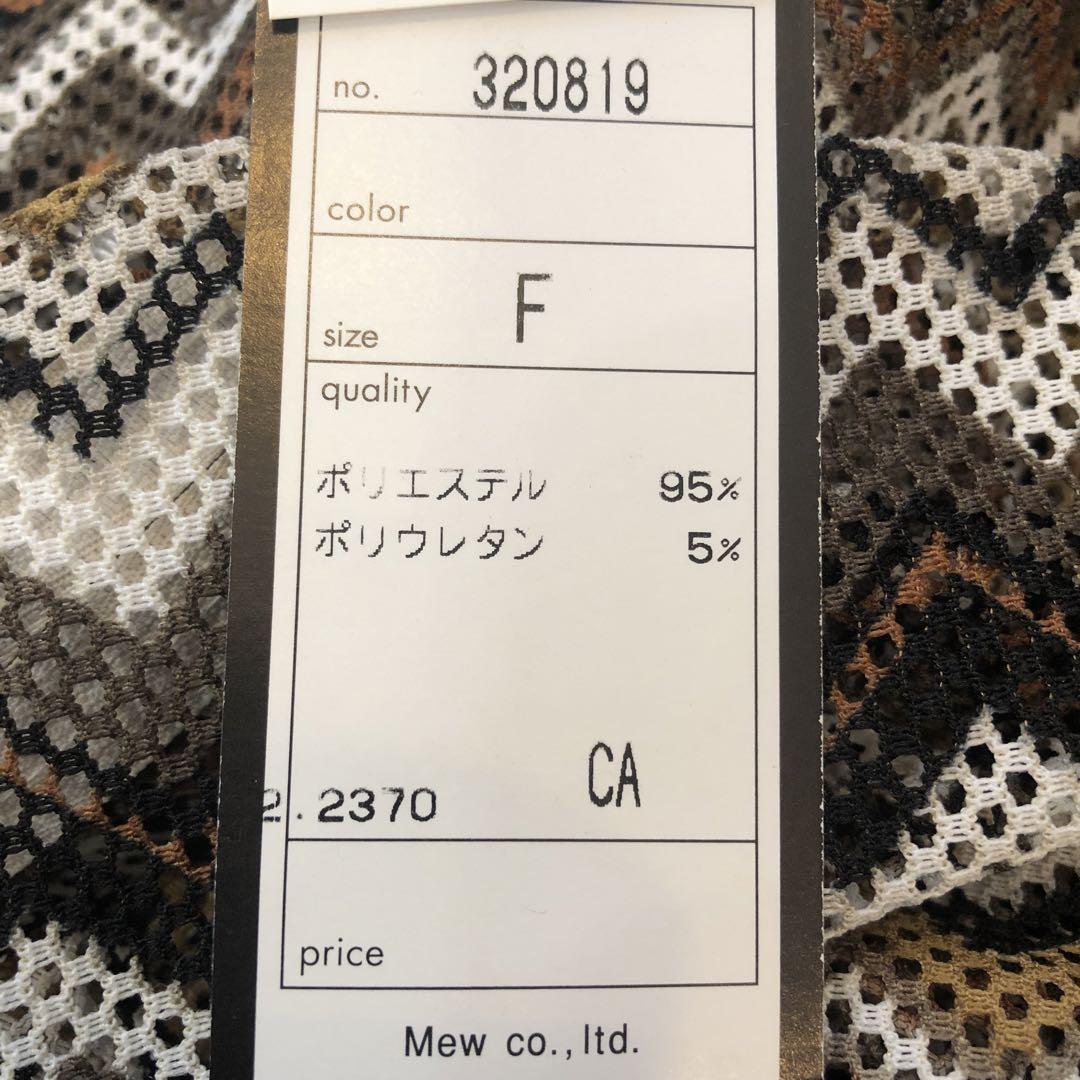 no. 320819
color
size F
quality
ポリエステル 95%
ポリウレタン 5%
CA
2.2370
price
Mew co.,ltd.